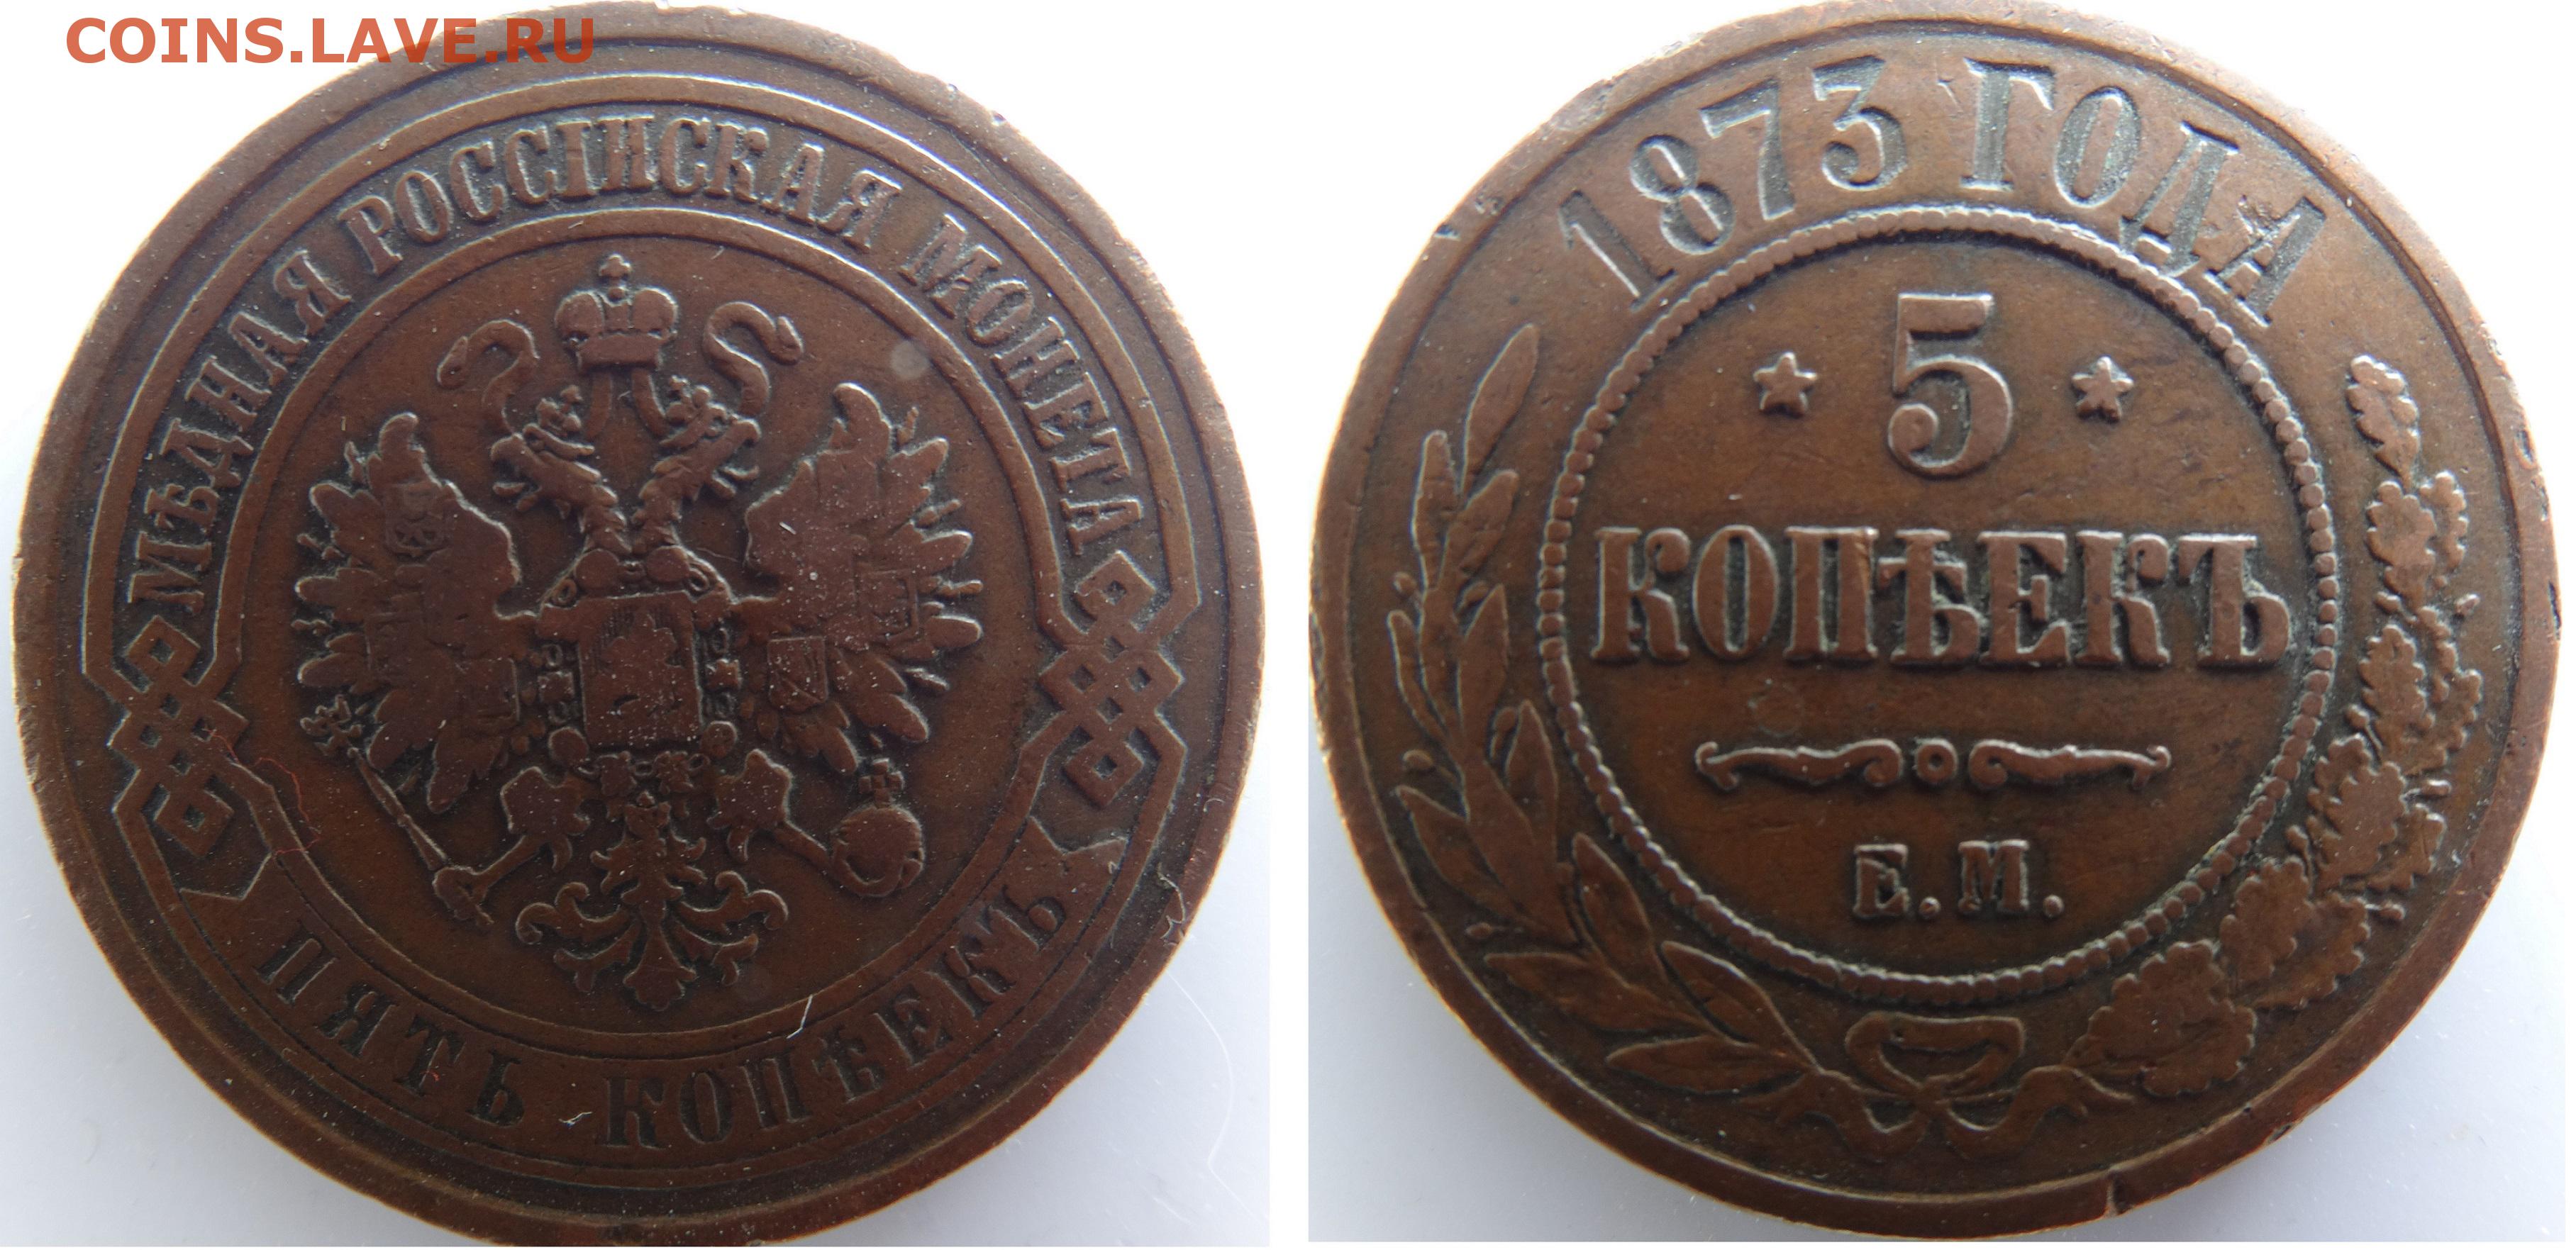 COINS.LAVE.RU
МѢДНАЯ РОССІЙСКАЯ МОНЕТА
ПЯТЬ КОПѢЕКЪ
1873 ГОДА
5
КОПѢЕКЪ
Е.М.